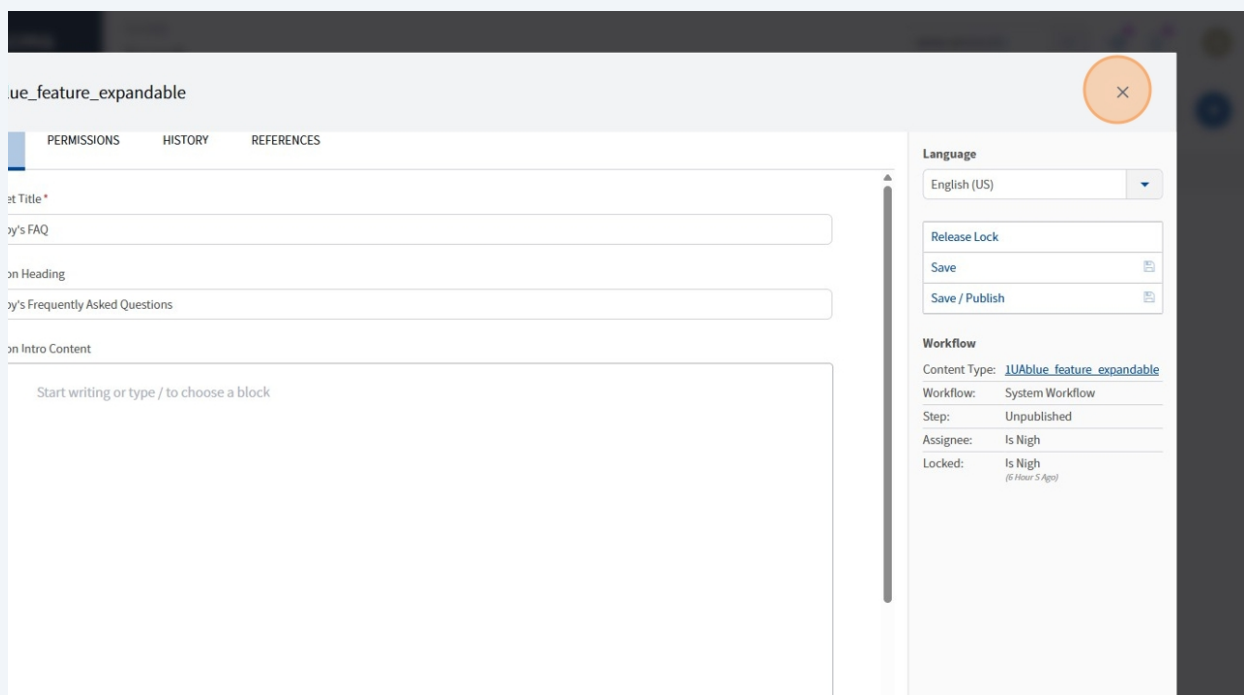 ue_feature_expandable
PERMISSIONS HISTORY REFERENCES
et Title *
y's FAQ
on Heading
y's Frequently Asked Questions
on Intro Content
Start writing or type / to choose a block
Language
English (US)
Release Lock
Save
Save / Publish
Workflow
Content Type: 1UAblue_feature_expandable
Workflow: System Workflow
Step: Unpublished
Assignee: Is Nigh
Locked: Is Nigh
(6 Hour S Ago)